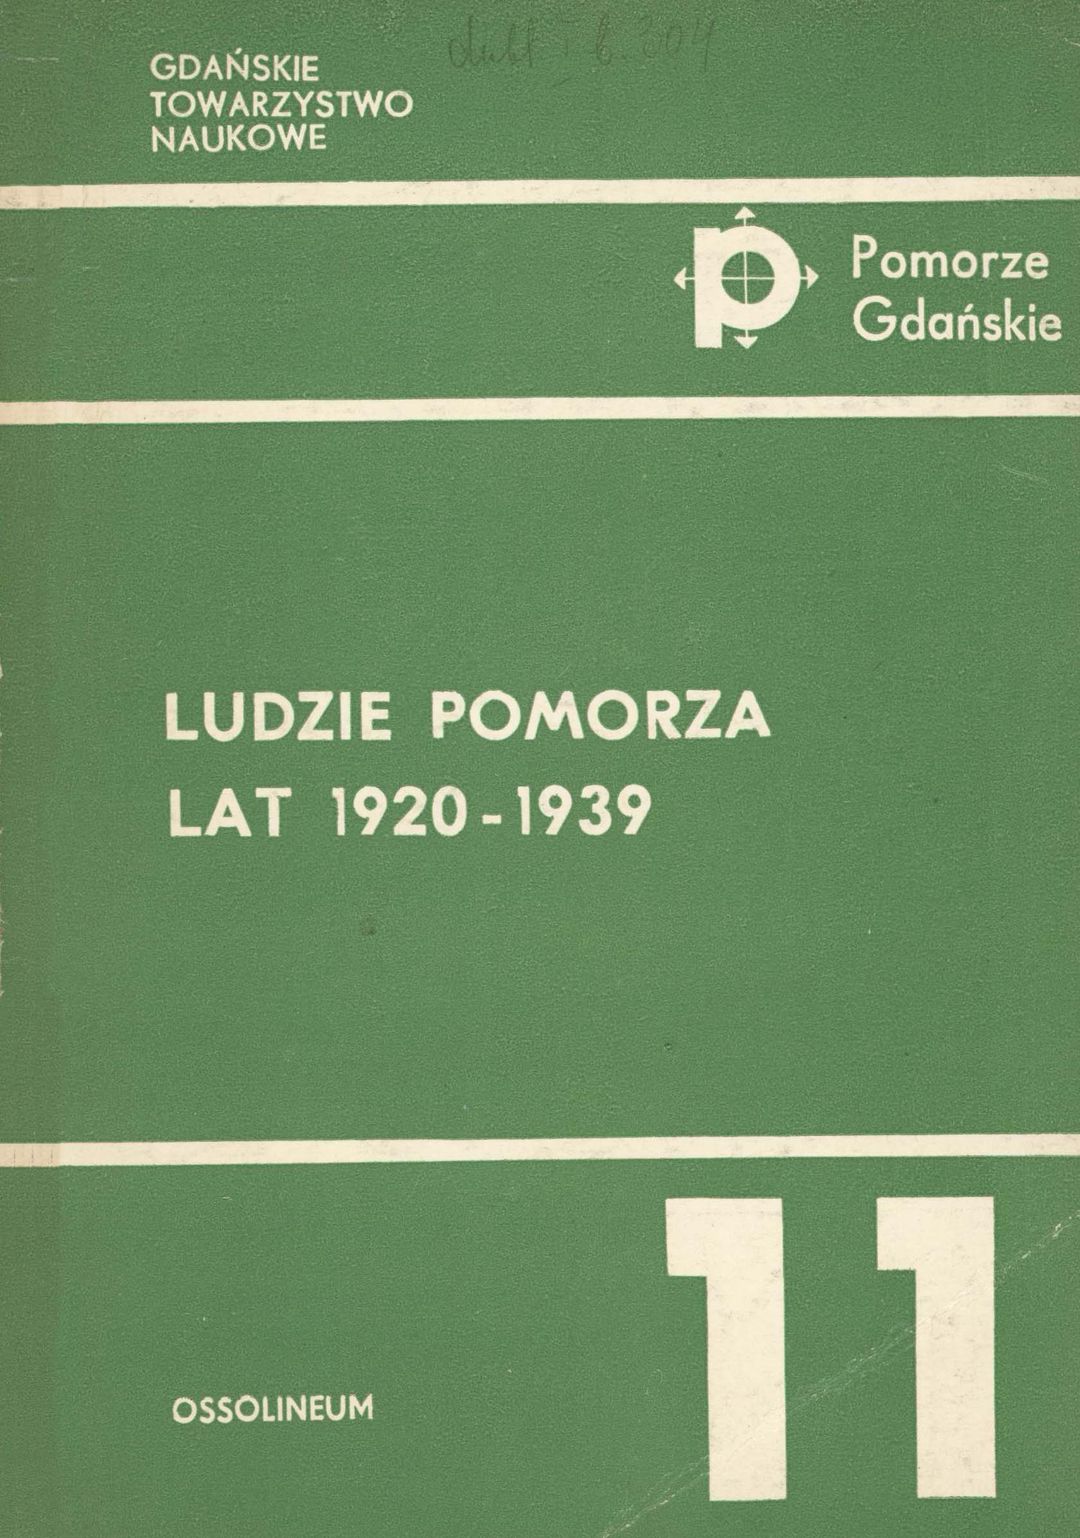 GDAŃSKIE
TOWARZYSTWO
NAUKOWE
p
Pomorze
Gdańskie
LUDZIE POMORZA
LAT 1920-1939
11
OSSOLINEUM